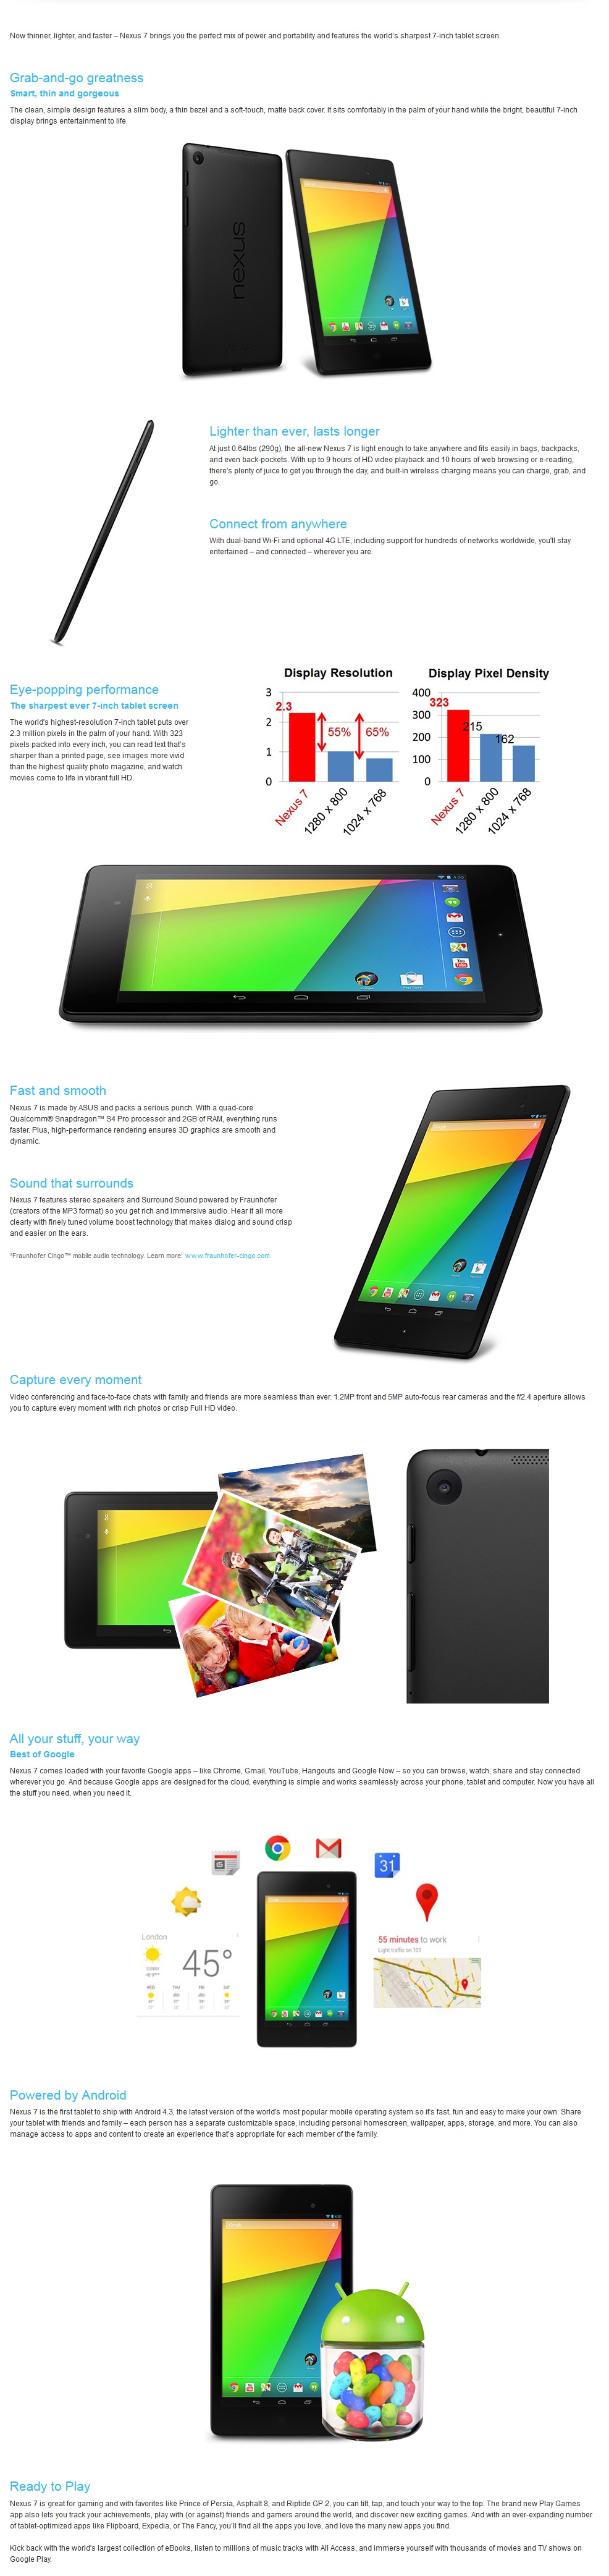 Now thinner, lighter, and faster – Nexus 7 brings you the perfect mix of power and portability and features the world's sharpest 7-inch tablet screen.
Grab-and-go greatness
Smart, thin and gorgeous
The clean, simple design features a slim body, a thin bezel and a soft-touch, matte back cover. It sits comfortably in the palm of your hand while the bright, beautiful 7-inch
display brings entertainment to life.
nexus
Lighter than ever, lasts longer
At just 0.64lbs (290g), the all-new Nexus 7 is light enough to take anywhere and fits easily in bags, backpacks,
and even back-pockets. With up to 9 hours of HD video playback and 10 hours of web browsing or e-reading,
there's plenty of juice to get you through the day, and built-in wireless charging means you can charge, grab, and
go.
Connect from anywhere
With dual-band Wi-Fi and optional 4G LTE, including support for hundreds of networks worldwide, you'll stay
entertained – and connected – wherever you are.
Eye-popping performance
The sharpest ever 7-inch tablet screen
The world's highest-resolution 7-inch tablet puts over
2.3 million pixels in the palm of your hand. With 323
pixels packed into every inch, you can read text that's
sharper than a printed page, see images more vivid
than the highest quality photo magazine, and watch
movies come to life in vibrant full HD.
Display Resolution
3
2
1
0
2.3
55%
65%
Nexus 7
1280 x 800
1024 x 768
Display Pixel Density
400
300
200
100
0
323
215
162
Nexus 7
1280 x 800
1024 x 768
Fast and smooth
Nexus 7 is made by ASUS and packs a serious punch. With a quad-core
Qualcomm® Snapdragon™ S4 Pro processor and 2GB of RAM, everything runs
faster. Plus, high-performance rendering ensures 3D graphics are smooth and
dynamic.
Sound that surrounds
Nexus 7 features stereo speakers and Surround Sound powered by Fraunhofer
(creators of the MP3 format) so you get rich and immersive audio. Hear it all more
clearly with finely tuned volume boost technology that makes dialog and sound crisp
and easier on the ears.
*Fraunhofer Cingo™ mobile audio technology. Learn more: www.fraunhofer-cingo.com.
Capture every moment
Video conferencing and face-to-face chats with family and friends are more seamless than ever. 1.2MP front and 5MP auto-focus rear cameras and the f/2.4 aperture allows
you to capture every moment with rich photos or crisp Full HD video.
All your stuff, your way
Best of Google
Nexus 7 comes loaded with your favorite Google apps – like Chrome, Gmail, YouTube, Hangouts and Google Now – so you can browse, watch, share and stay connected
wherever you go. And because Google apps are designed for the cloud, everything is simple and works seamlessly across your phone, tablet and computer. Now you have all
the stuff you need, when you need it.
31
London
45°
SUNNY
WED THU FRI SAT
55 minutes to work
Light traffic on 101
Powered by Android
Nexus 7 is the first tablet to ship with Android 4.3, the latest version of the world's most popular mobile operating system so it's fast, fun and easy to make your own. Share
your tablet with friends and family – each person has a separate customizable space, including personal homescreen, wallpaper, apps, storage, and more. You can also
manage access to apps and content to create an experience that's appropriate for each member of the family.
Google
Ready to Play
Nexus 7 is great for gaming and with favorites like Prince of Persia, Asphalt 8, and Riptide GP 2, you can tilt, tap, and touch your way to the top. The brand new Play Games
app also lets you track your achievements, play with (or against) friends and gamers around the world, and discover new exciting games. And with an ever-expanding number
of tablet-optimized apps like Flipboard, Expedia, or The Fancy, you'll find all the apps you love, and love the many new apps you find.
Kick back with the world's largest collection of eBooks, listen to millions of music tracks with All Access, and immerse yourself with thousands of movies and TV shows on
Google Play.